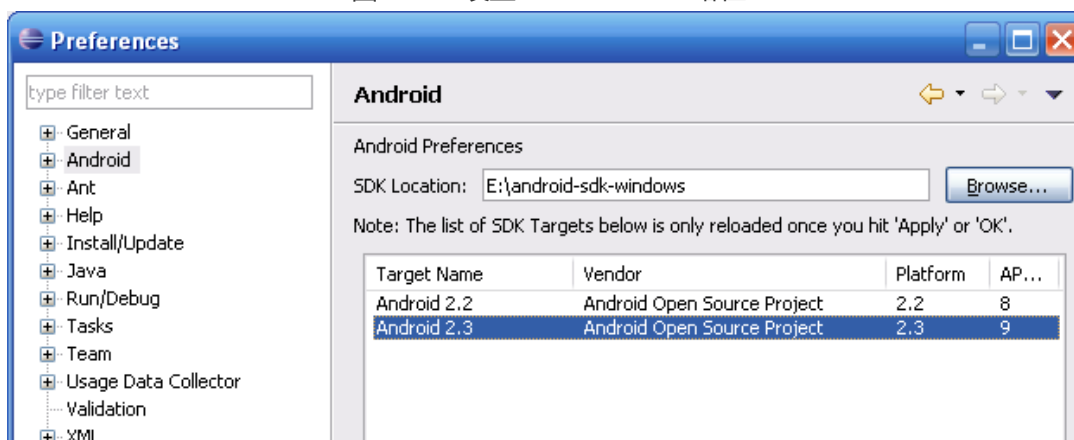 Preferences
type filter text
General
Android
Ant
Help
Install/Update
Java
Run/Debug
Tasks
Team
Usage Data Collector
Validation
XML
Android
Android Preferences
SDK Location: E:\android-sdk-windows Browse...
Note: The list of SDK Targets below is only reloaded once you hit 'Apply' or 'OK'.
Target Name Vendor Platform AP...
Android 2.2 Android Open Source Project 2.2 8
Android 2.3 Android Open Source Project 2.3 9